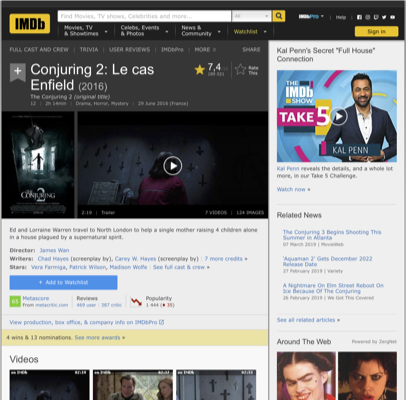 IMDb
Find Movies, TV shows, Celebrities and more...
All
Movies, TV & Showtimes
Celebs, Events & Photos
News & Community
Watchlist
IMDbPro
Help
Sign in
FULL CAST AND CREW | TRIVIA | USER REVIEWS | IMDbPro | MORE
SHARE
Conjuring 2: Le cas Enfield (2016)
The Conjuring 2 (original title)
12 | 2h 14min | Drama, Horror, Mystery | 29 June 2016 (France)
7,4
Rate This
CONJURING 2
2:19 | Trailer
7 VIDEOS | 124 IMAGES
Ed and Lorraine Warren travel to North London to help a single mother raising 4 children alone
in a house plagued by a supernatural spirit.
Director: James Wan
Writers: Chad Hayes (screenplay by), Carey W. Hayes (screenplay by) | 7 more credits »
Stars: Vera Farmiga, Patrick Wilson, Madison Wolfe | See full cast & crew »
+ Add to Watchlist
65
Metascore
From metacritic.com
Reviews
469 user | 387 critic
Popularity
View production, box office, & company info on IMDbPro
4 wins & 13 nominations. See more awards »
Videos
Kal Penn's Secret "Full House"
Connection
THE IMDb SHOW
TAKE 5
KAL PENN
Kal Penn reveals the details, and a whole lot
more, in our Take 5 Challenge.
Watch now »
Related News
The Conjuring 3 Begins Shooting This
Summer in Atlanta
07 March 2019 | MovieWeb
'Aquaman 2' Gets December 2022
Release Date
27 February 2019 | Variety
A Nightmare On Elm Street Reboot On
Ice Because Of The Conjuring
26 February 2019 | We Got This Covered
See all related articles »
Around The Web | Powered by ZergNet